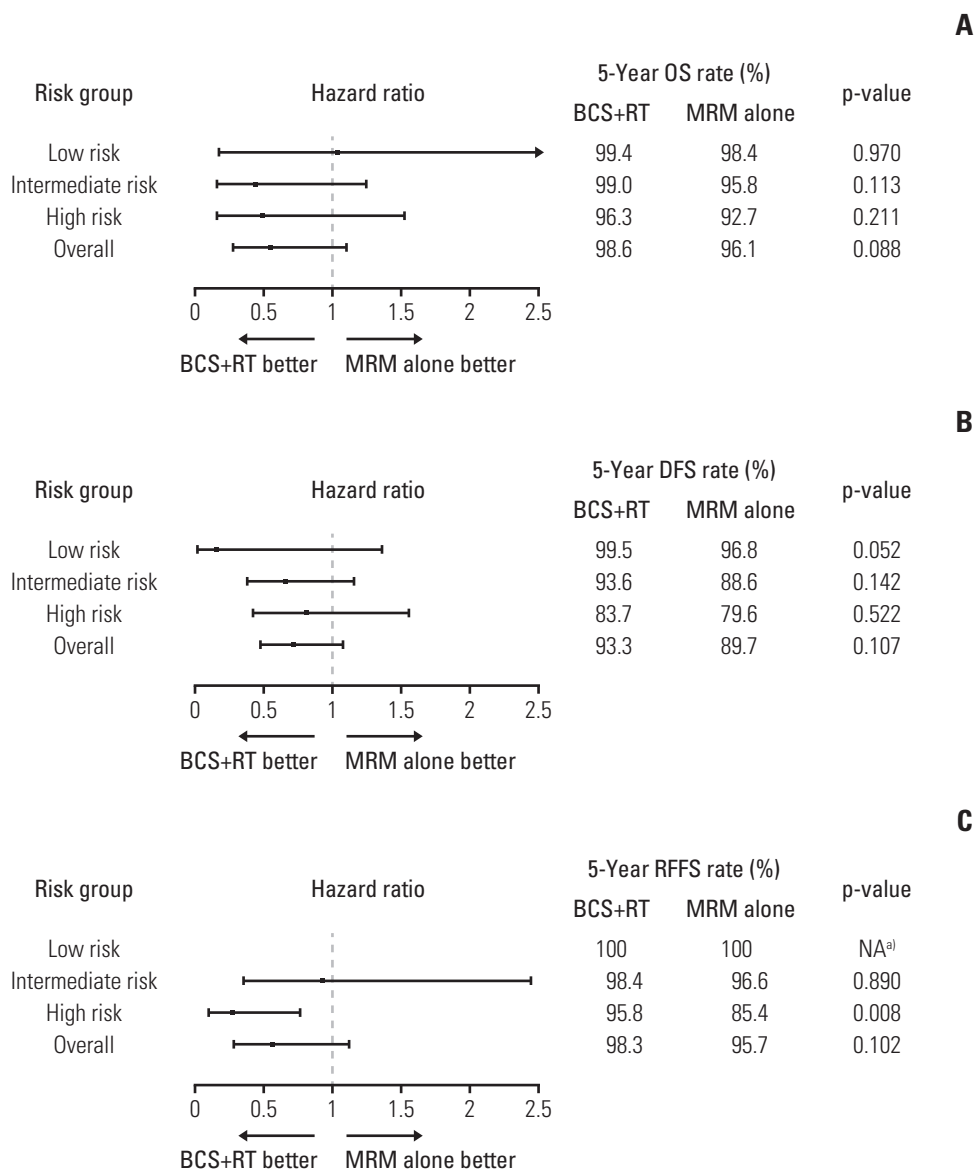 A
Risk group Hazard ratio 5-Year OS rate (%) p-value
BCS+RT MRM alone
Low risk 99.4 98.4 0.970
Intermediate risk 99.0 95.8 0.113
High risk 96.3 92.7 0.211
Overall 98.6 96.1 0.088
0 0.5 1 1.5 2 2.5
BCS+RT better MRM alone better
B
Risk group Hazard ratio 5-Year DFS rate (%) p-value
BCS+RT MRM alone
Low risk 99.5 96.8 0.052
Intermediate risk 93.6 88.6 0.142
High risk 83.7 79.6 0.522
Overall 93.3 89.7 0.107
0 0.5 1 1.5 2 2.5
BCS+RT better MRM alone better
C
Risk group Hazard ratio 5-Year RFFS rate (%) p-value
BCS+RT MRM alone
Low risk 100 100 NAa)
Intermediate risk 98.4 96.6 0.890
High risk 95.8 85.4 0.008
Overall 98.3 95.7 0.102
0 0.5 1 1.5 2 2.5
BCS+RT better MRM alone better